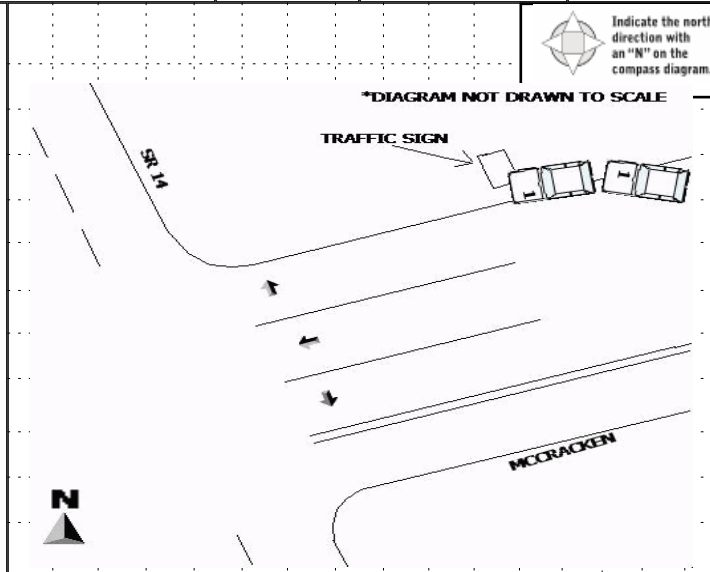 Indicate the north
direction with
an "N" on the
compass diagram.
*DIAGRAM NOT DRAWN TO SCALE
TRAFFIC SIGN
SR 14
1
1
MCCRACKEN
N